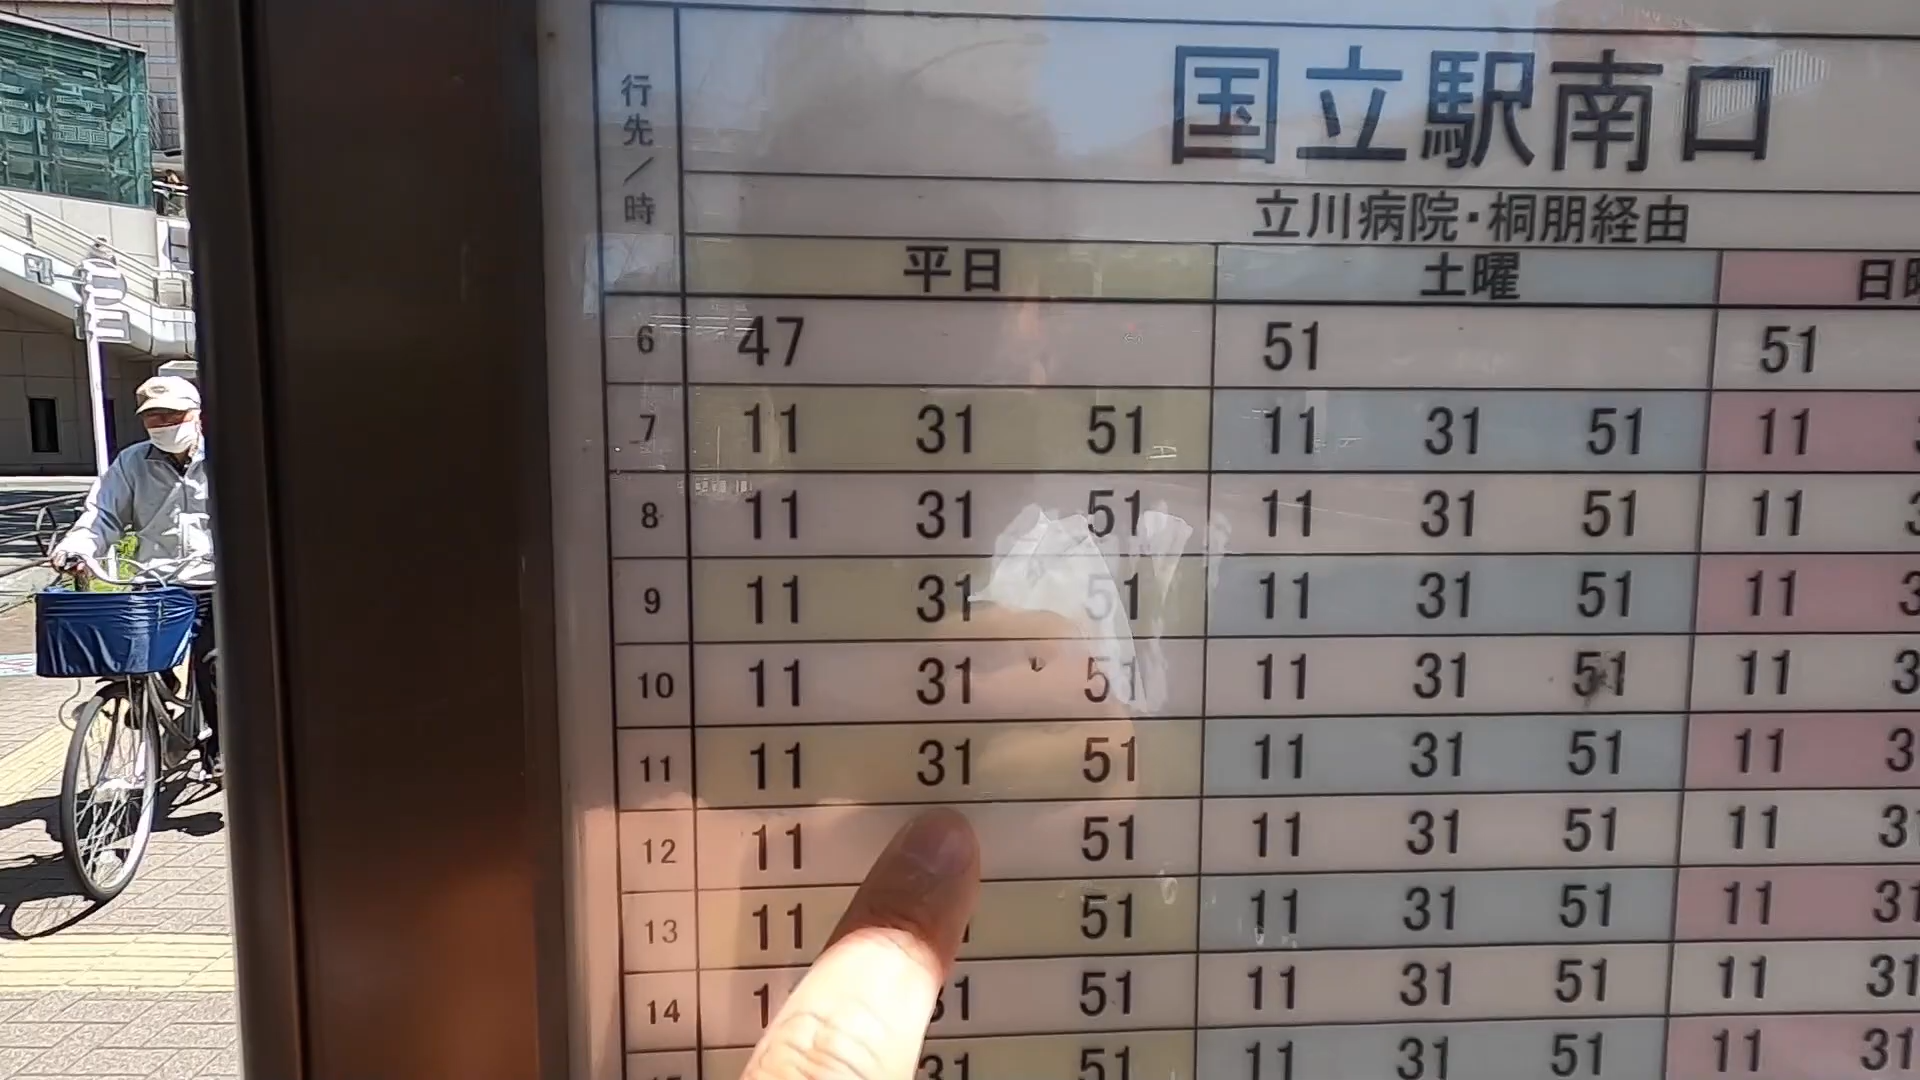 行先/時
国立駅南口
立川病院・桐朋経由
平日 土曜
6 47 51 51
7 11 31 51 11 31 51 11
8 11 31 51 11 31 51 11
9 11 31 51 11 31 51 11
10 11 31 51 11 31 51 11
11 11 31 51 11 31 51 11
12 11 51 11 31 51 11
13 11 51 11 31 51 11 31
14 51 11 31 51 11 31
31 51 11 31 51 11 31